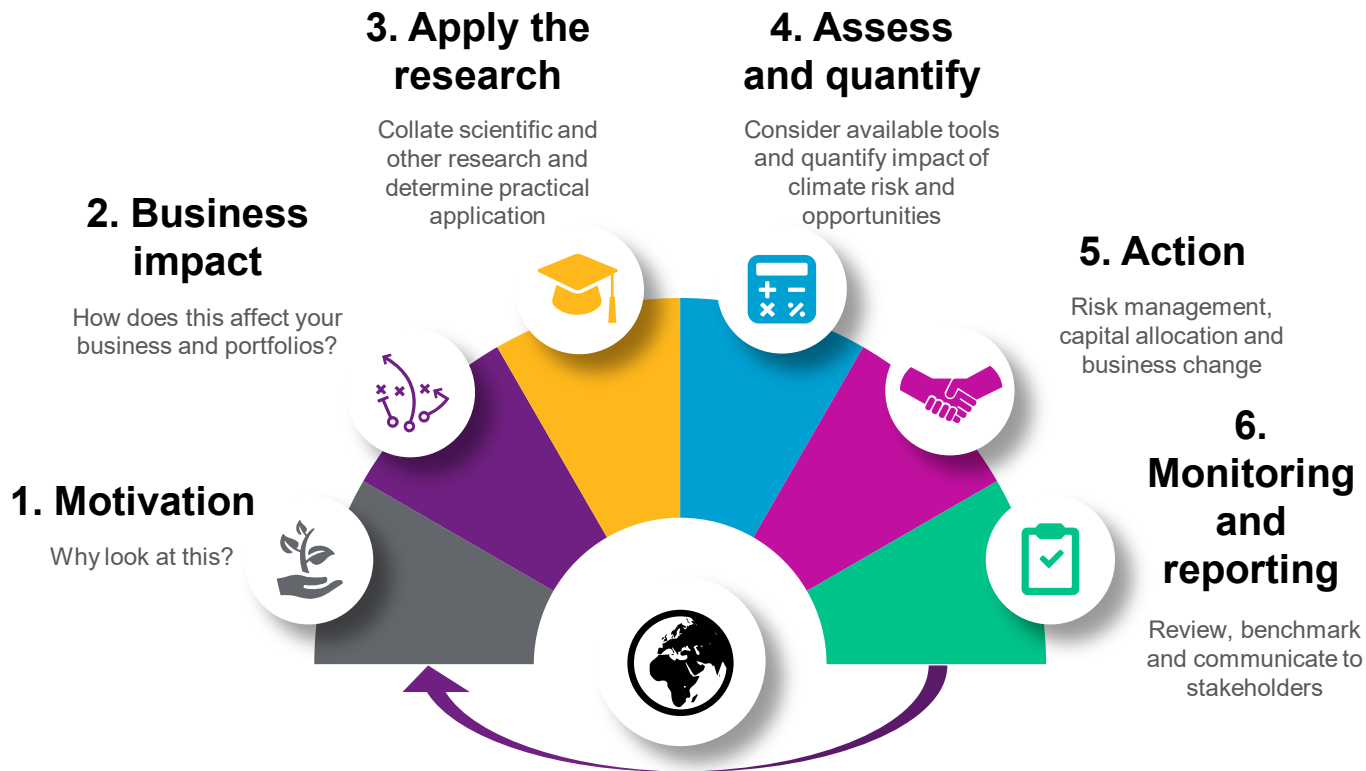 1. Motivation
Why look at this?
2. Business
impact
How does this affect your
business and portfolios?
3. Apply the
research
Collate scientific and
other research and
determine practical
application
4. Assess
and quantify
Consider available tools
and quantify impact of
climate risk and
opportunities
5. Action
Risk management,
capital allocation and
business change
6.
Monitoring
and
reporting
Review, benchmark
and communicate to
stakeholders